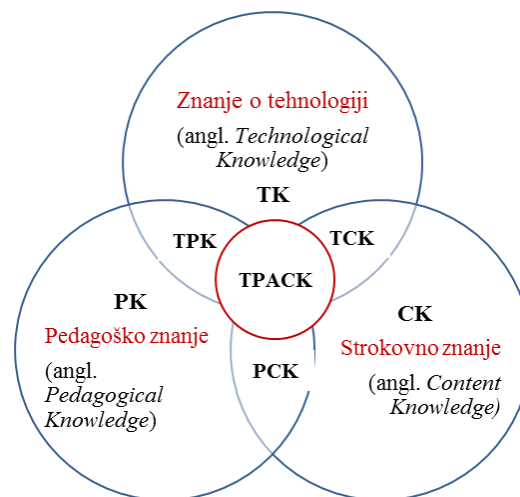 Znanje o tehnologiji
(angl. Technological
Knowledge)
TK
TPK
TCK
TPACK
PK
Pedagoško znanje
(angl.
Pedagogical
Knowledge)
PCK
CK
Strokovno znanje
(angl. Content
Knowledge)